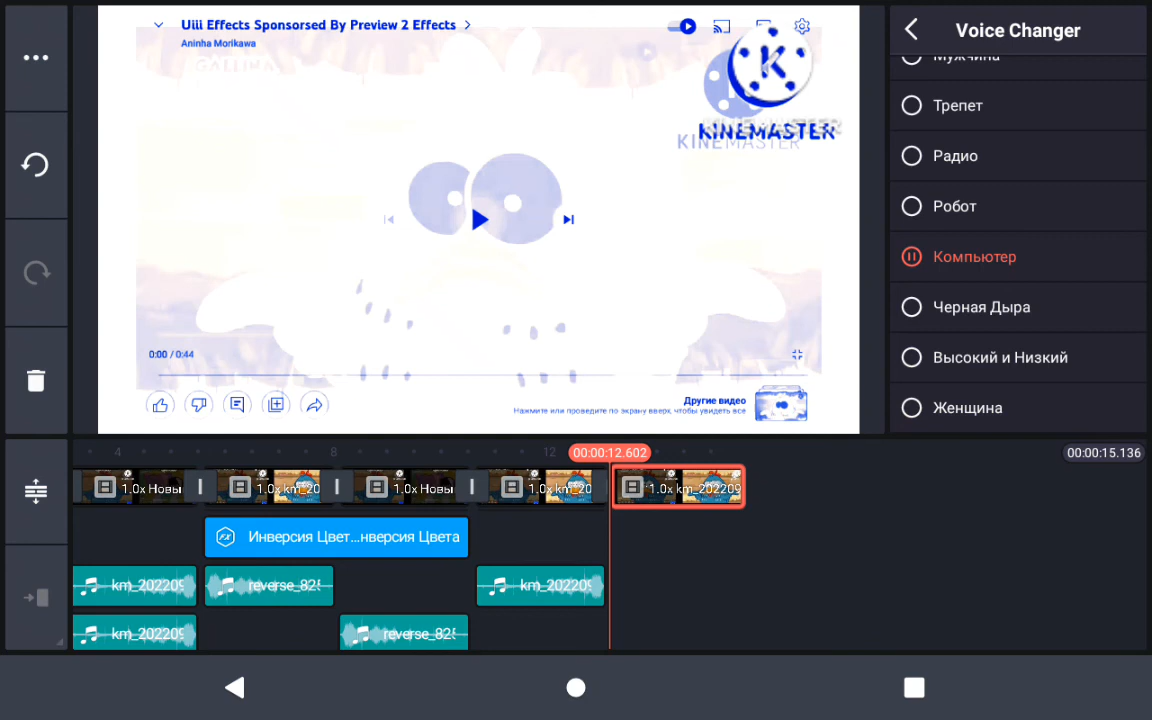 Uiii Effects Sponsorsed By Preview 2 Effects
Aninha Morikawa
KINEMASTER
KINEMASTER
0:00 / 0:44
Другие видео
Нажмите или проведите по экрану вверх, чтобы увидеть все
Voice Changer
Мужчина
Трепет
Радио
Робот
Компьютер
Черная Дыра
Высокий и Низкий
Женщина
4
8
12
00:00:12.602
00:00:15.136
1.0x Новы
1.0x km_20
1.0x Новы
1.0x km_20
1.0x km_202209
Инверсия Цвет...нверсия Цвета
km_202209
reverse_825
km_202209
km_202209
reverse_825